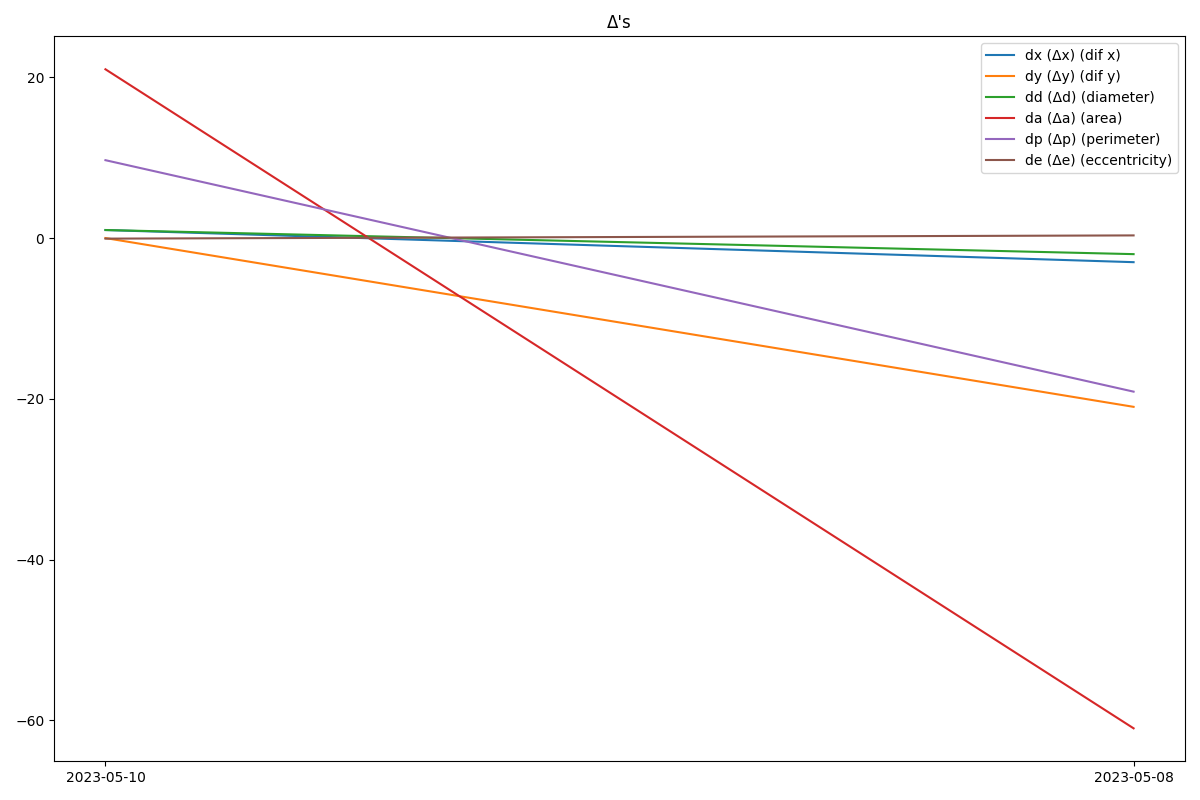 Δ's
dx (Δx) (dif x)
dy (Δy) (dif y)
dd (Δd) (diameter)
da (Δa) (area)
dp (Δp) (perimeter)
de (Δe) (eccentricity)
20
0
−20
−40
−60
2023-05-10
2023-05-08